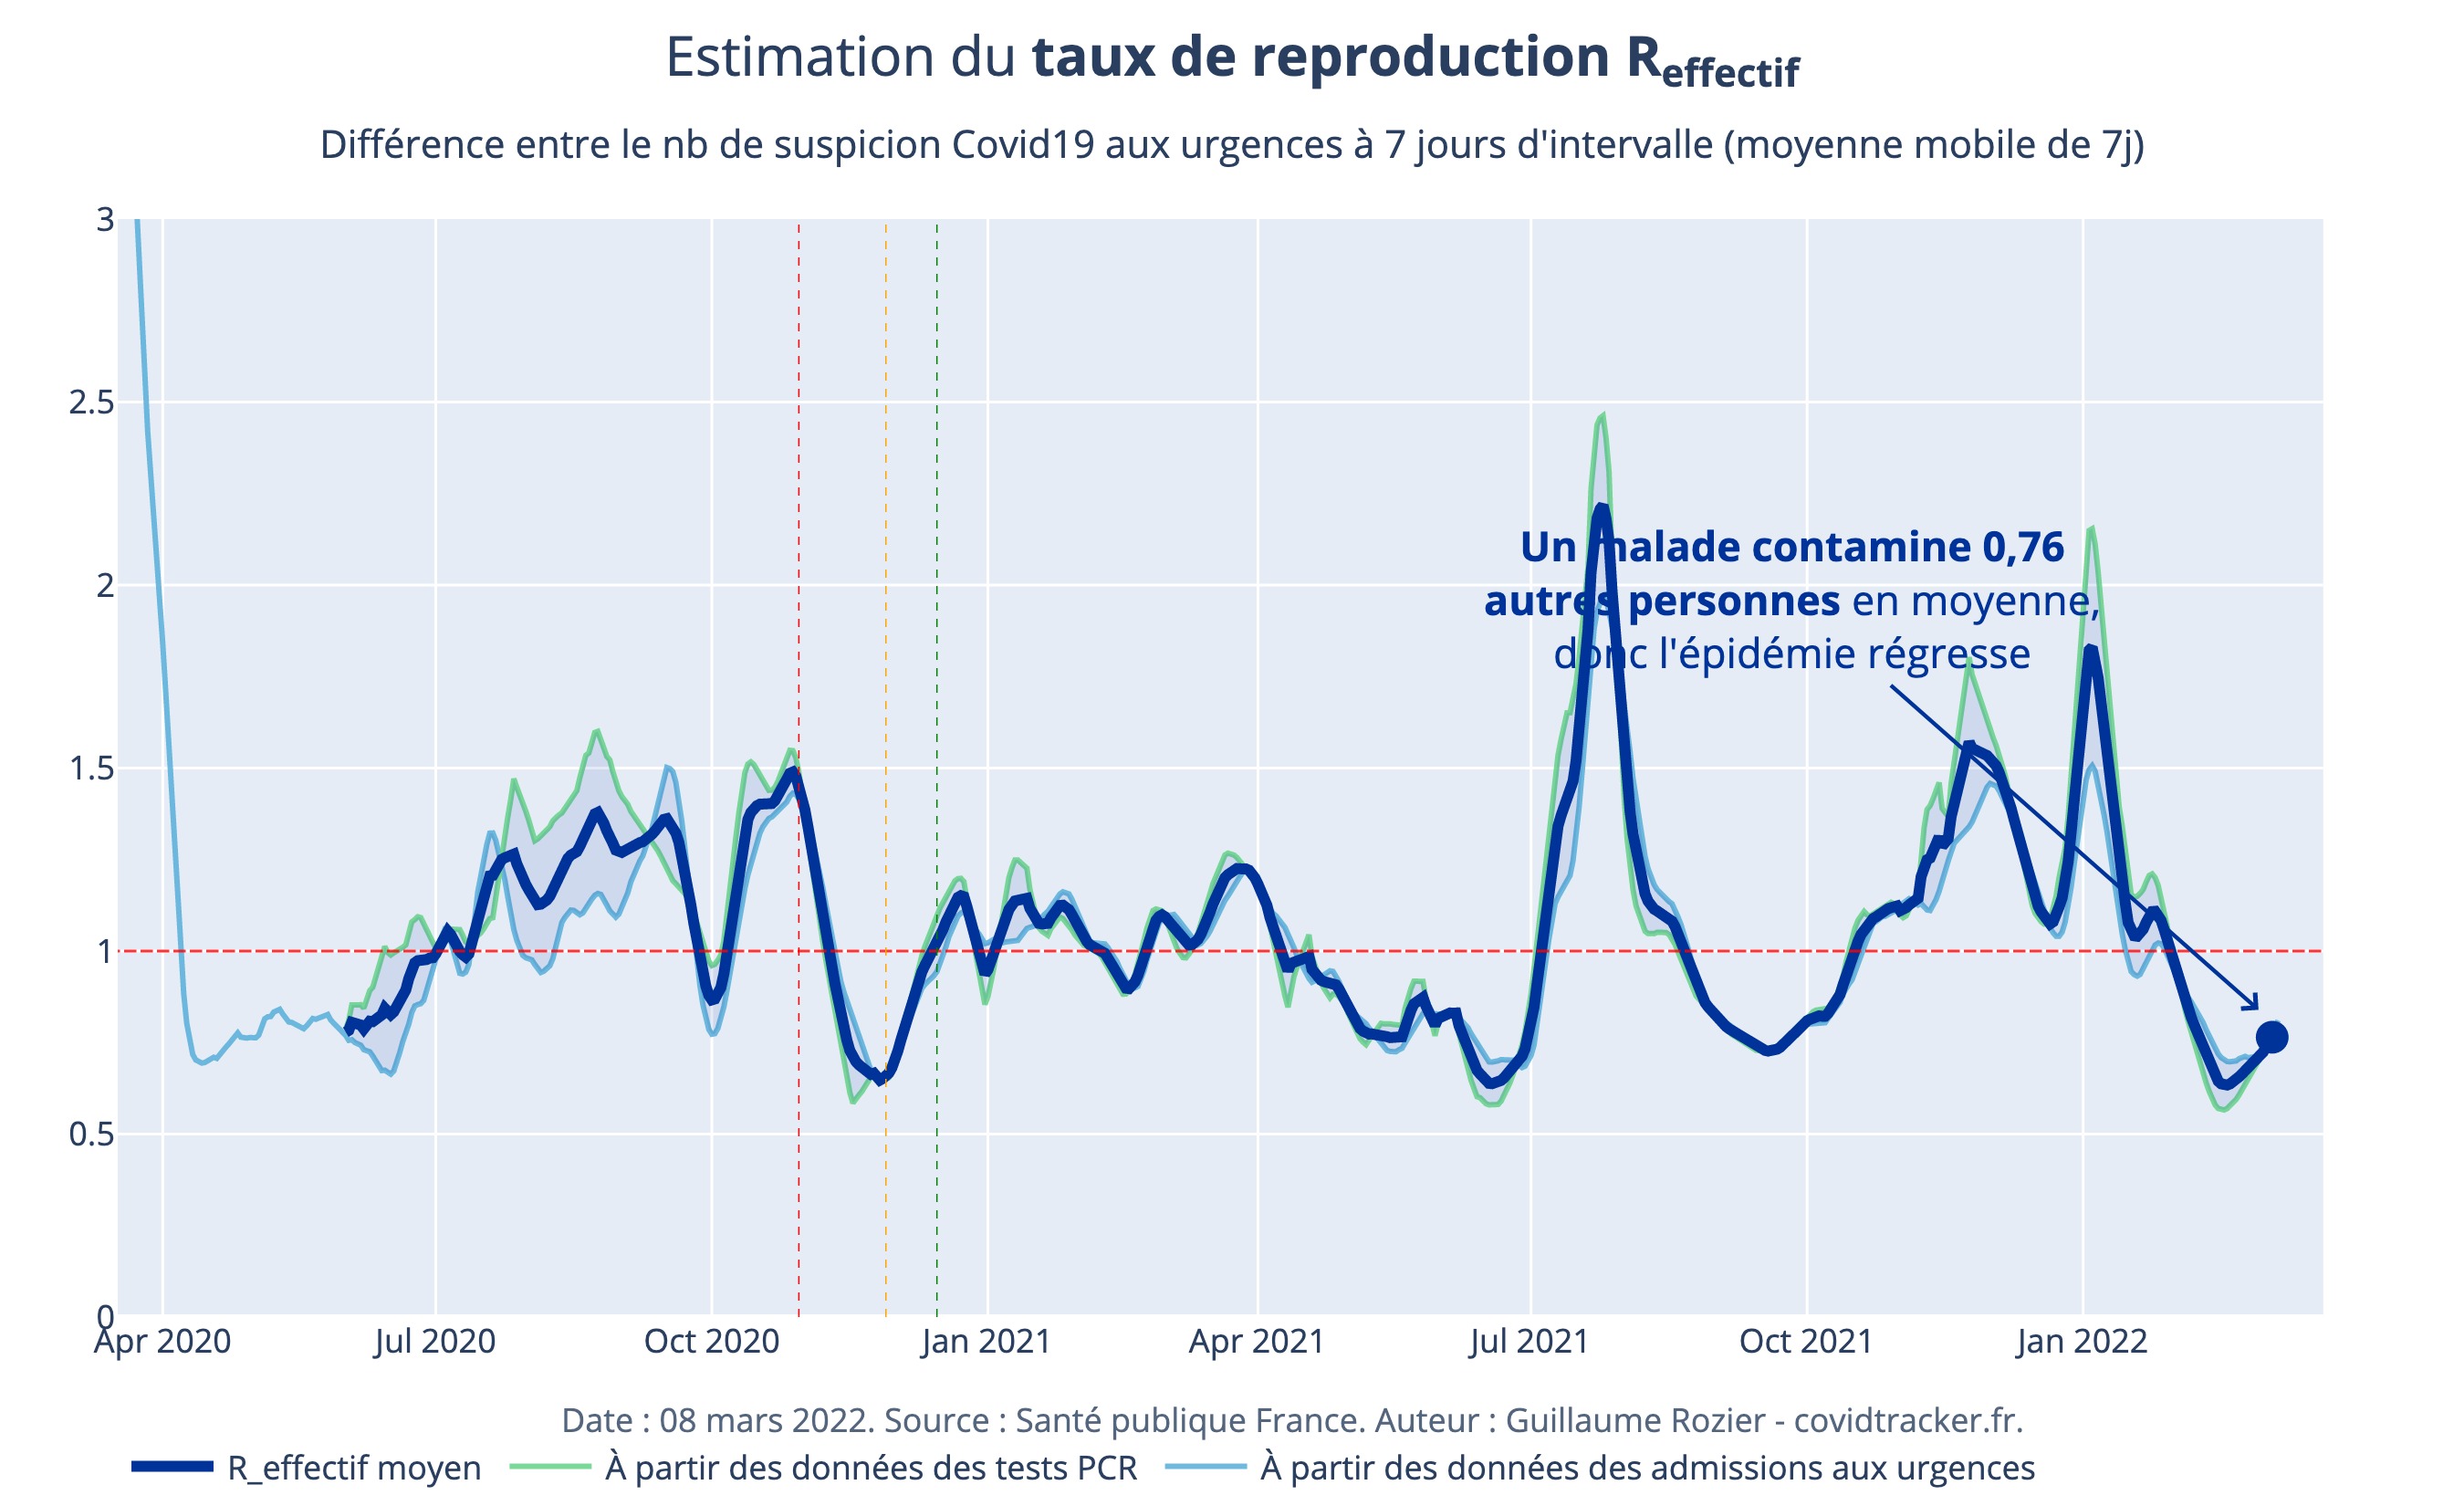 Estimation du taux de reproduction Reffectif
Différence entre le nb de suspicion Covid19 aux urgences à 7 jours d'intervalle (moyenne mobile de 7j)
3
2.5
2
1.5
1
0.5
0
Un malade contamine 0,76
autres personnes en moyenne,
donc l'épidémie régresse
Apr 2020
Jul 2020
Oct 2020
Jan 2021
Apr 2021
Jul 2021
Oct 2021
Jan 2022
Date : 08 mars 2022. Source : Santé publique France. Auteur : Guillaume Rozier - covidtracker.fr.
R_effectif moyen
À partir des données des tests PCR
À partir des données des admissions aux urgences